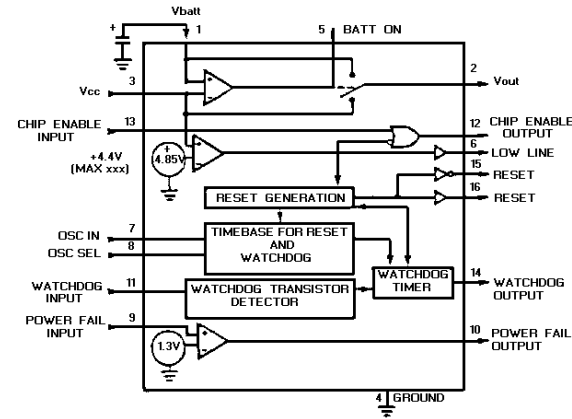 Vbatt
+
1
5 BATT ON
2
Vout
3
Vcc
13
CHIP ENABLE
INPUT
12 CHIP ENABLE
OUTPUT
6
LOW LINE
+4.4V
(MAX xxx)
+
4.85V
15
RESET
16
RESET
RESET GENERATION
7
OSC IN
OSC SEL
8
TIMEBASE FOR RESET
AND
WATCHDOG
WATCHDOG
TIMER
14
WATCHDOG
OUTPUT
11
WATCHDOG
INPUT
WATCHDOG TRANSISTOR
DETECTOR
9
POWER FAIL
INPUT
1.3V
10
POWER FAIL
OUTPUT
4 GROUND